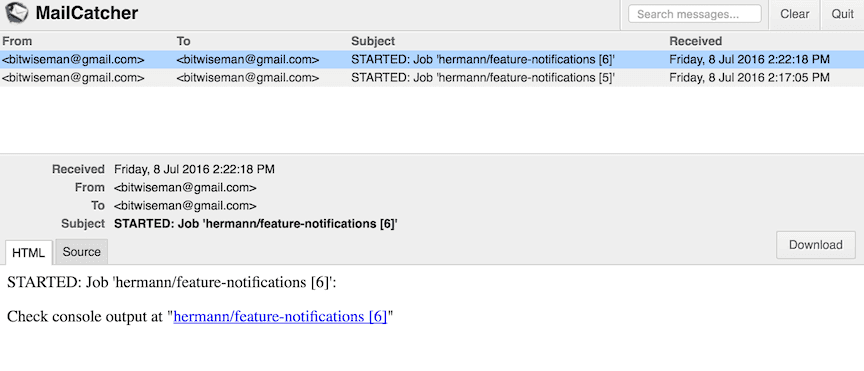 MailCatcher
Search messages...
Clear
Quit
From To Subject Received
<bitwiseman@gmail.com> <bitwiseman@gmail.com> STARTED: Job 'hermann/feature-notifications [6]' Friday, 8 Jul 2016 2:22:18 PM
<bitwiseman@gmail.com> <bitwiseman@gmail.com> STARTED: Job 'hermann/feature-notifications [5]' Friday, 8 Jul 2016 2:17:05 PM
Received Friday, 8 Jul 2016 2:22:18 PM
From <bitwiseman@gmail.com>
To <bitwiseman@gmail.com>
Subject STARTED: Job 'hermann/feature-notifications [6]'
HTML
Source
Download
STARTED: Job 'hermann/feature-notifications [6]':
Check console output at "hermann/feature-notifications [6]"